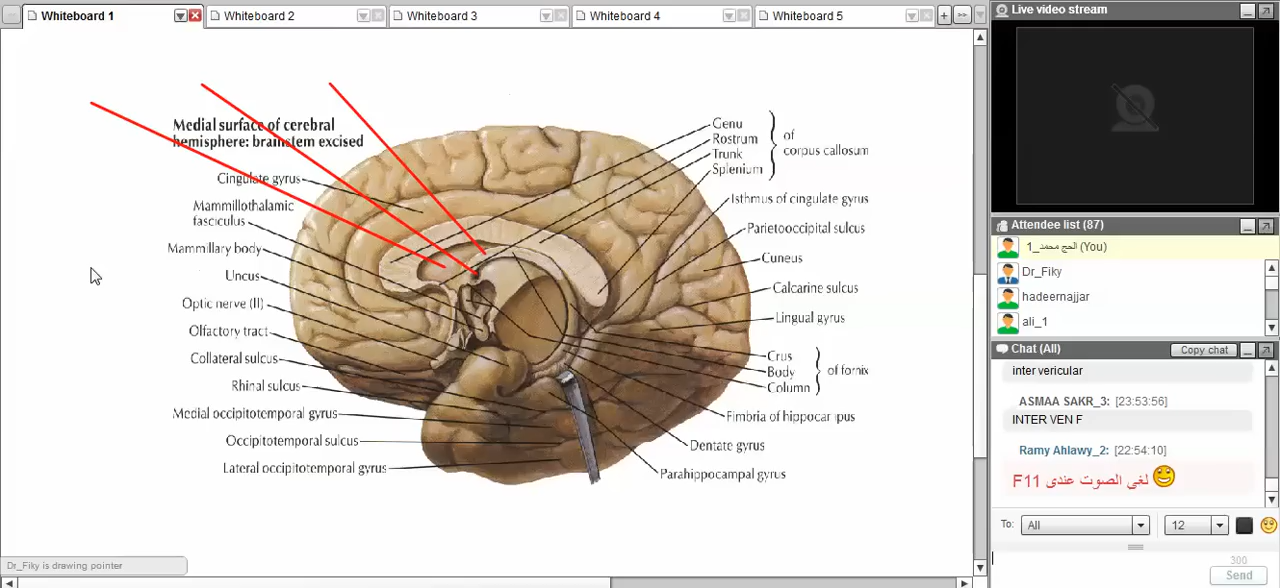 Whiteboard 1
Whiteboard 2
Whiteboard 3
Whiteboard 4
Whiteboard 5
Medial surface of cerebral
hemisphere: brainstem excised
Cingulate gyrus
Mammillothalamic
fasciculus
Mammillary body
Uncus
Optic nerve (II)
Olfactory tract
Collateral sulcus
Rhinal sulcus
Medial occipitotemporal gyrus
Occipitotemporal sulcus
Lateral occipitotemporal gyrus
Genu
Rostrum
Trunk
Splenium
of
corpus callosum
Isthmus of cingulate gyrus
Parietooccipital sulcus
Cuneus
Calcarine sulcus
Lingual gyrus
Crus
Body
Column
of fornix
Fimbria of hippocampus
Dentate gyrus
Parahippocampal gyrus
Dr_Fiky is drawing pointer
Live video stream
Attendee list (87)
الحج محمد_1 (You)
Dr_Fiky
hadeernajjar
ali_1
Chat (All)
Copy chat
inter vericular
ASMAA SAKR_3: [23:53:56]
INTER VEN F
Ramy Ahlawy_2: [22:54:10]
لغى الصوت عندى F11
To: All 12
300
Send